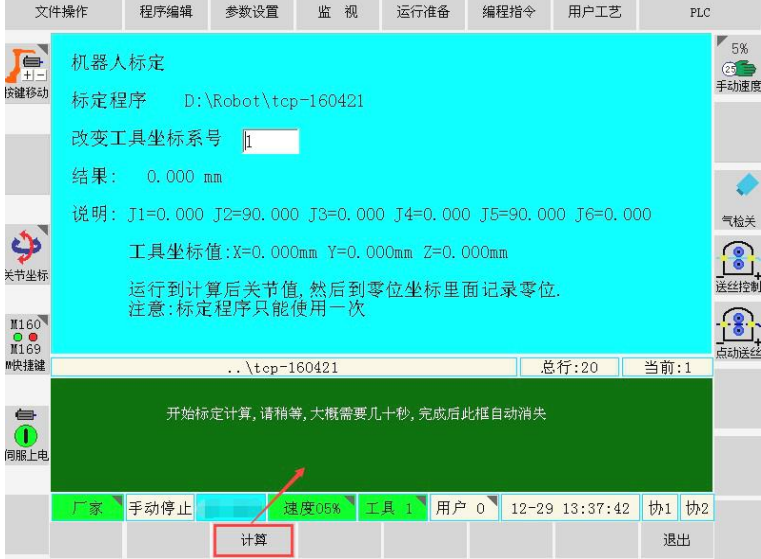 文件操作 程序编辑 参数设置 监 视 运行准备 编程指令 用户工艺 PLC
5%
25
按键移动
手动速度
机器人标定
标定程序 D:\Robot\tcp-160421
改变工具坐标系号 1
结果: 0.000 mm
说明: J1=0.000 J2=90.000 J3=0.000 J4=0.000 J5=90.000 J6=0.000
工具坐标值:X=0.000mm Y=0.000mm Z=0.000mm
运行到计算后关节值,然后到零位坐标里面记录零位.
注意:标定程序只能使用一次
气检关
关节坐标
送丝控制
M160
M169
M快捷键
点动送丝
..\tcp-160421 总行:20 当前:1
开始标定计算,请稍等,大概需要几十秒,完成后此框自动消失
伺服上电
厂家 手动停止 速度05% 工具 1 用户 0 12-29 13:37:42 协1 协2
计算 退出